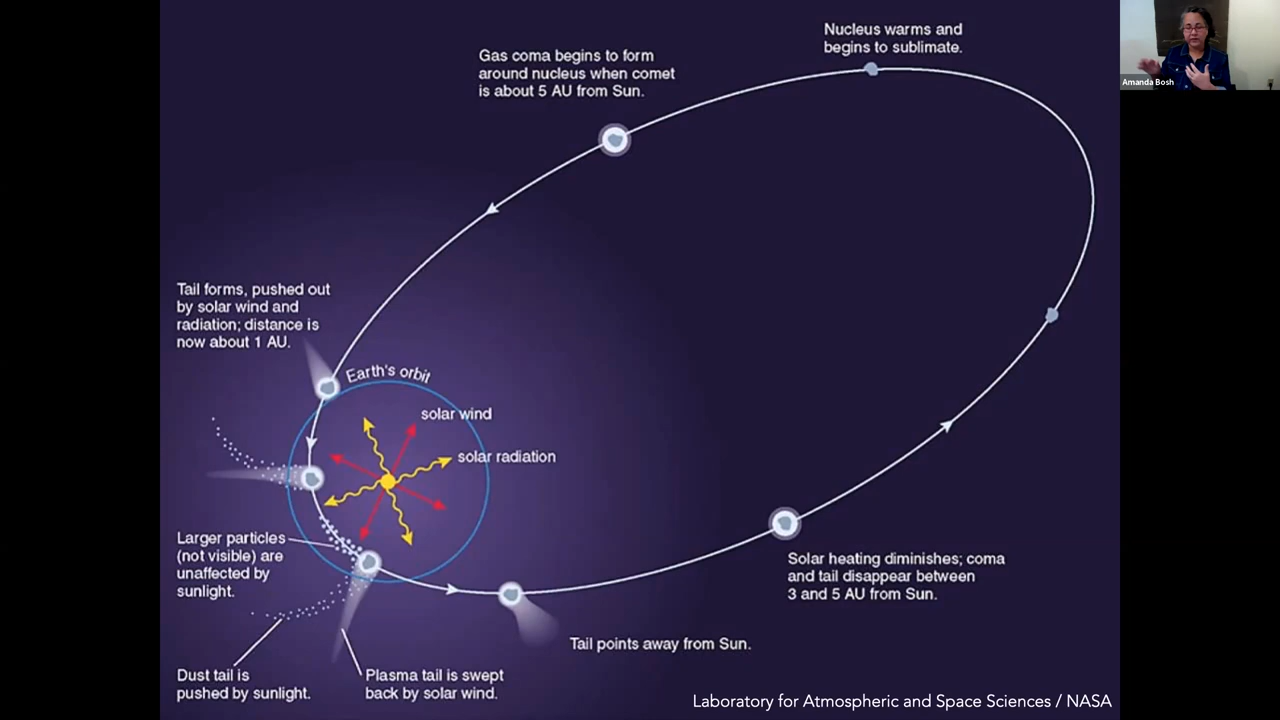 Nucleus warms and
begins to sublimate.
Gas coma begins to form
around nucleus when comet
is about 5 AU from Sun.
Amanda Bosh
Tail forms, pushed out
by solar wind and
radiation; distance is
now about 1 AU.
Earth's orbit
solar wind
solar radiation
Larger particles
(not visible) are
unaffected by
sunlight.
Solar heating diminishes; coma
and tail disappear between
3 and 5 AU from Sun.
Tail points away from Sun.
Dust tail is
pushed by sunlight.
Plasma tail is swept
back by solar wind.
Laboratory for Atmospheric and Space Sciences / NASA